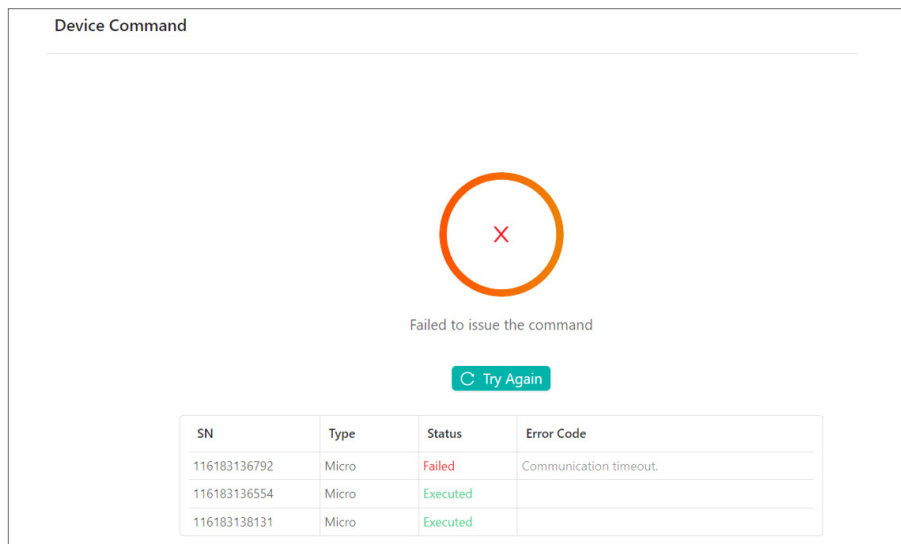 Device Command
X
Failed to issue the command
Try Again
SN Type Status Error Code
116183136792 Micro Failed Communication timeout.
116183136554 Micro Executed
116183138131 Micro Executed